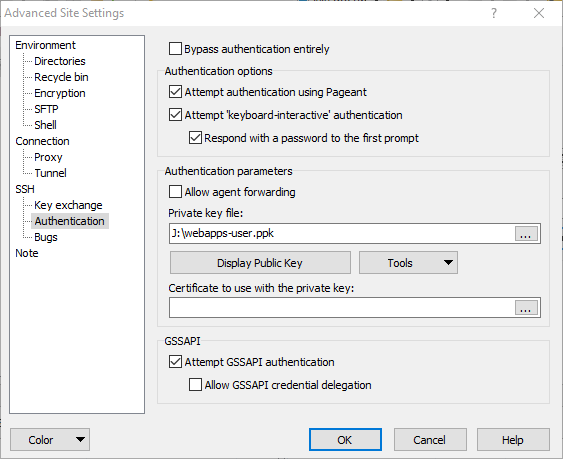 Advanced Site Settings
Environment
Directories
Recycle bin
Encryption
SFTP
Shell
Connection
Proxy
Tunnel
SSH
Key exchange
Authentication
Bugs
Note
Bypass authentication entirely
Authentication options
Attempt authentication using Pageant
Attempt 'keyboard-interactive' authentication
Respond with a password to the first prompt
Authentication parameters
Allow agent forwarding
Private key file:
J:\webapps-user.ppk
...
Display Public Key
Tools
Certificate to use with the private key:
...
GSSAPI
Attempt GSSAPI authentication
Allow GSSAPI credential delegation
Color
OK
Cancel
Help